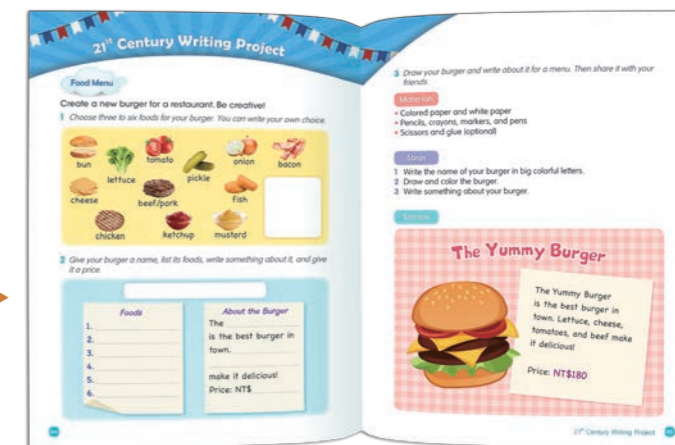 21st Century Writing Project
Food Menu
Create a new burger for a restaurant. Be creative!
1 Choose three to six foods for your burger. You can write your own choice.
bun
lettuce
tomato
pickle
onion
bacon
cheese
beef/pork
fish
chicken
ketchup
mustard
2 Give your burger a name, list its foods, write something about it, and give
it a price.
Foods
1.
2.
3.
4.
5.
6.
About the Burger
The
is the best burger in
town.
make it delicious!
Price: NT$
3 Draw your burger and write about it for a menu. Then share it with your
friends.
Materials
Colored paper and white paper
Pencils, crayons, markers, and pens
Scissors and glue (optional)
Steps
1 Write the name of your burger in big colorful letters.
2 Draw and color the burger.
3 Write something about your burger.
Sample
The Yummy Burger
The Yummy Burger
is the best burger in
town. Lettuce, cheese,
tomatoes, and beef make
it delicious!
Price: NT$180
21st Century Writing Project